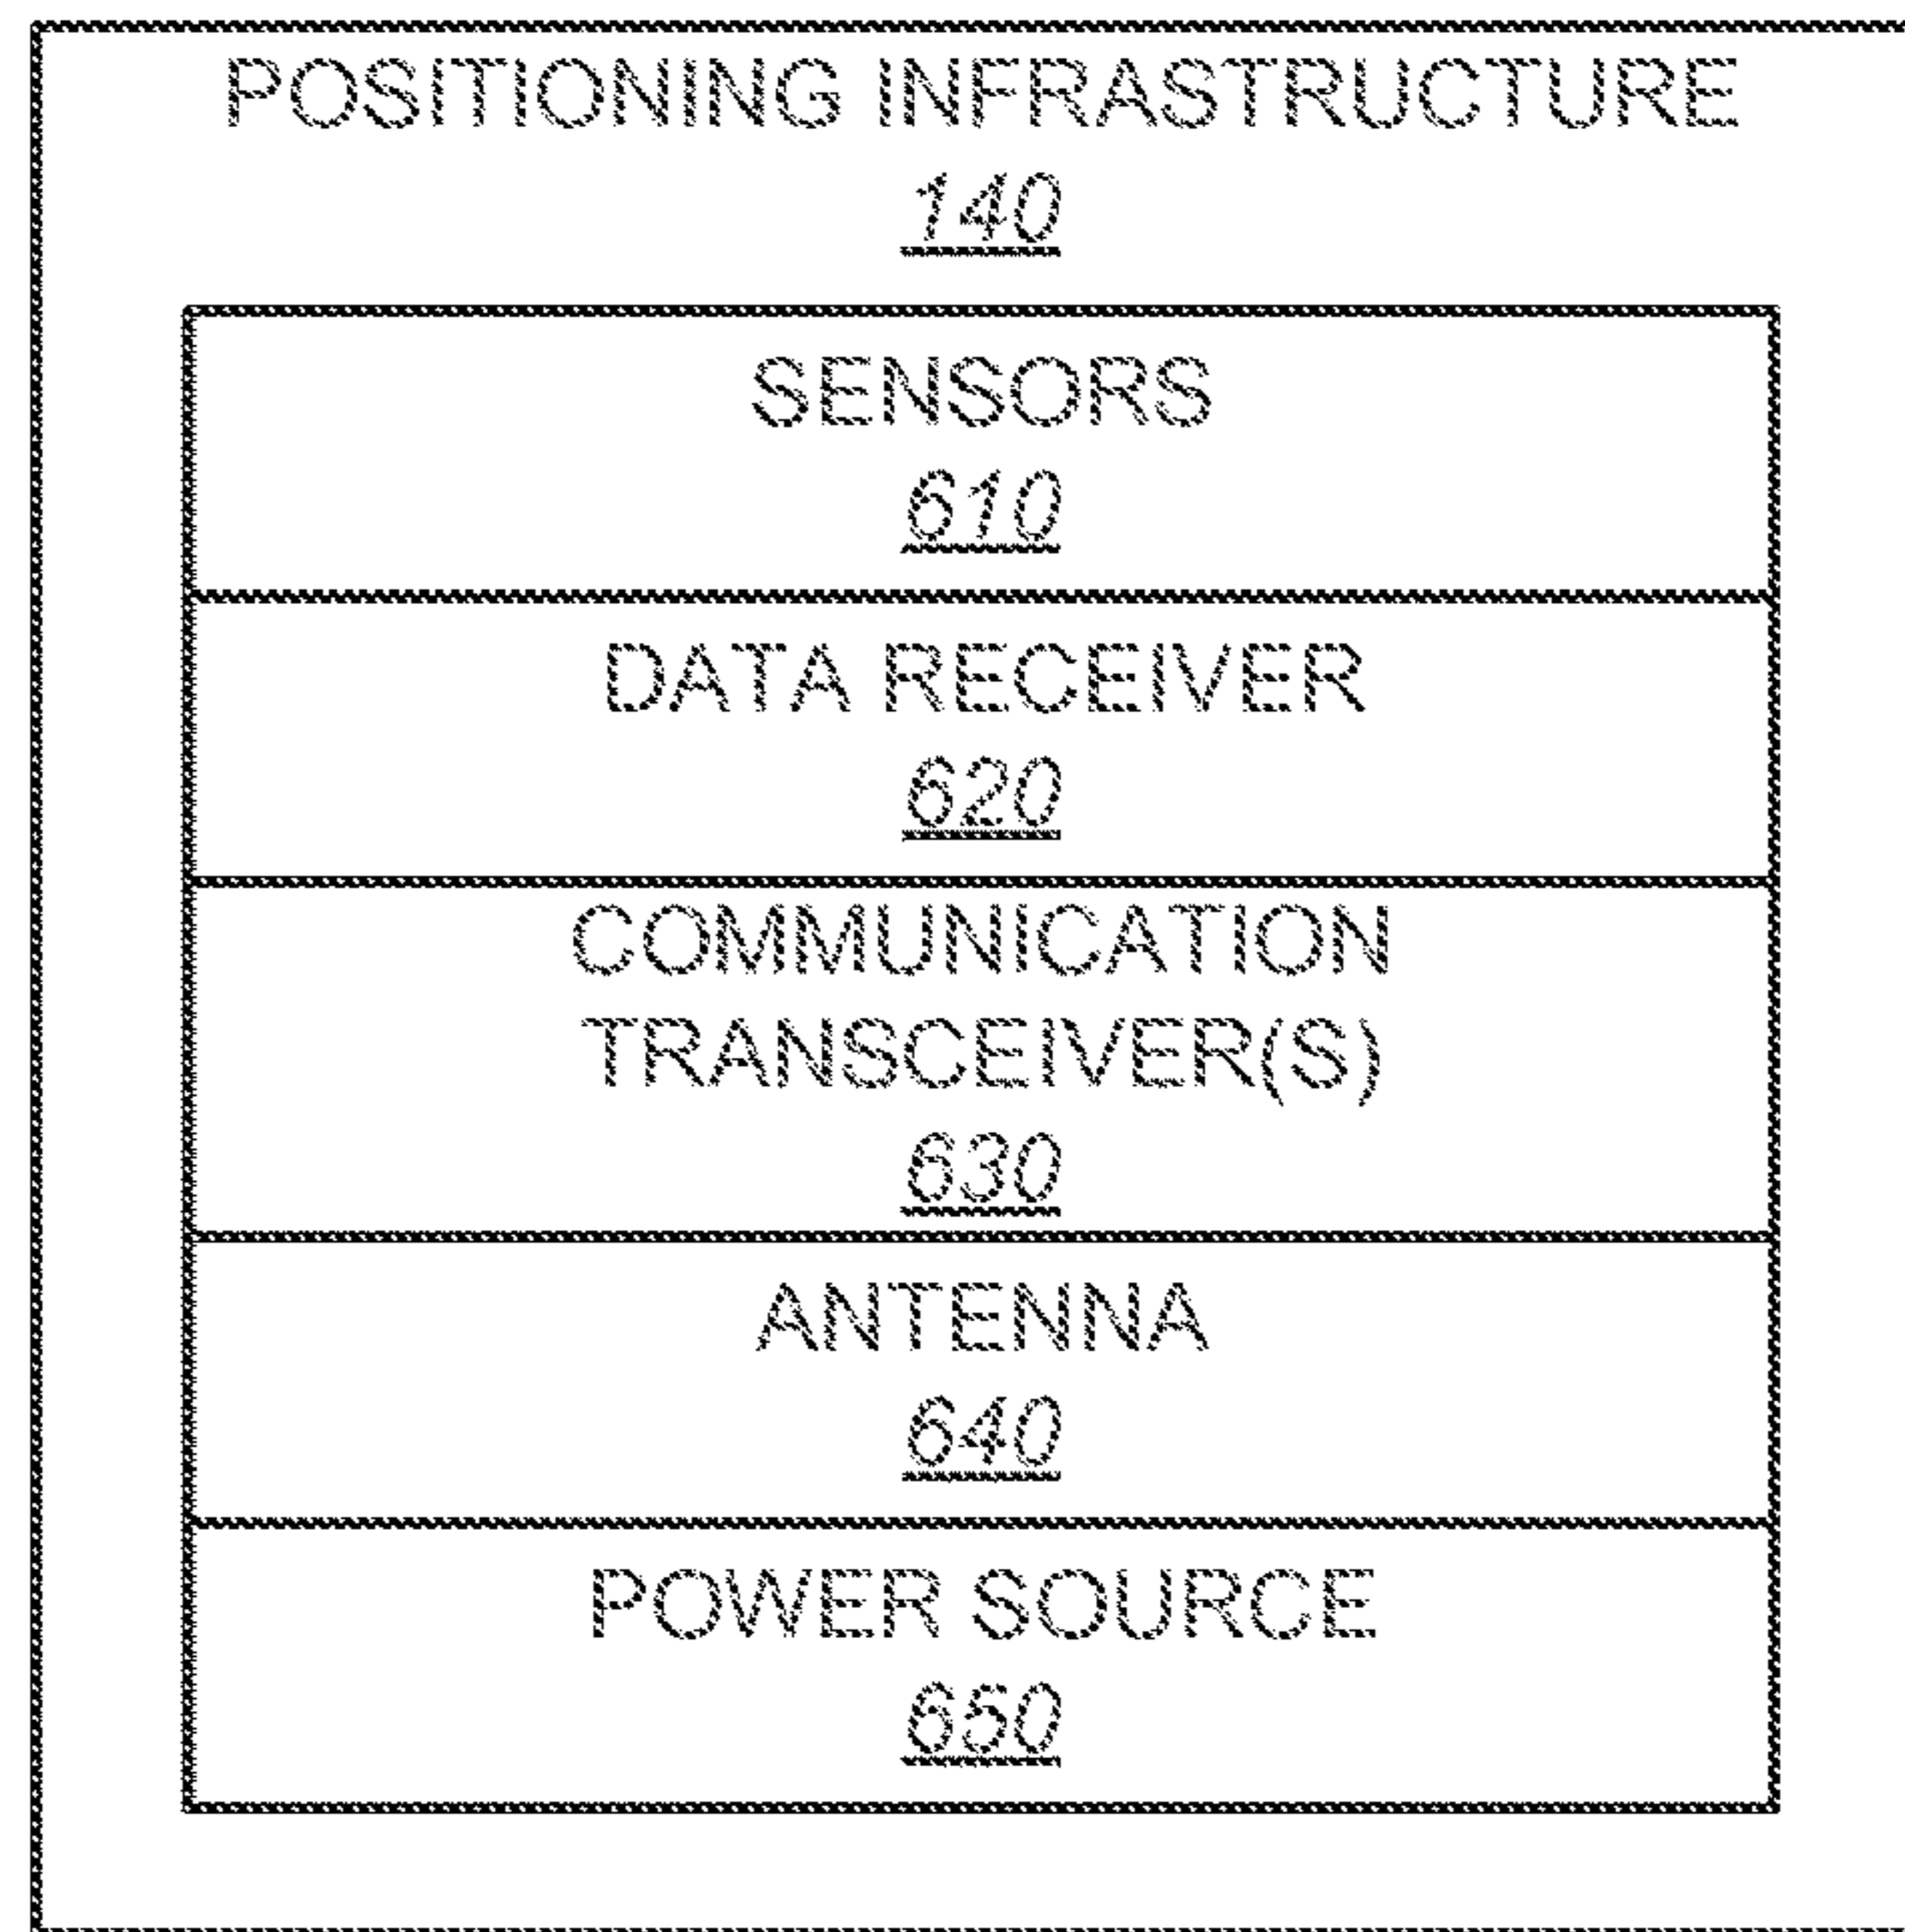 POSITIONING INFRASTRUCTURE
140
SENSORS
610
DATA RECEIVER
620
COMMUNICATION
TRANSCEIVER(S)
630
ANTENNA
640
POWER SOURCE
650